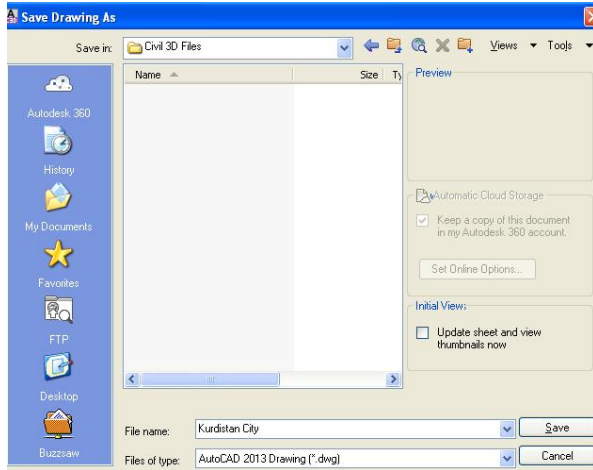 Save Drawing As
Save in: Civil 3D Files Views Tools
Name Size Ty Preview
Autodesk 360
History
My Documents
Favorites
FTP
Desktop
Buzzsaw
Automatic Cloud Storage
Keep a copy of this document
in my Autodesk 360 account.
Set Online Options...
Initial View:
Update sheet and view
thumbnails now
File name: Kurdistan City Save
Files of type: AutoCAD 2013 Drawing (*.dwg) Cancel